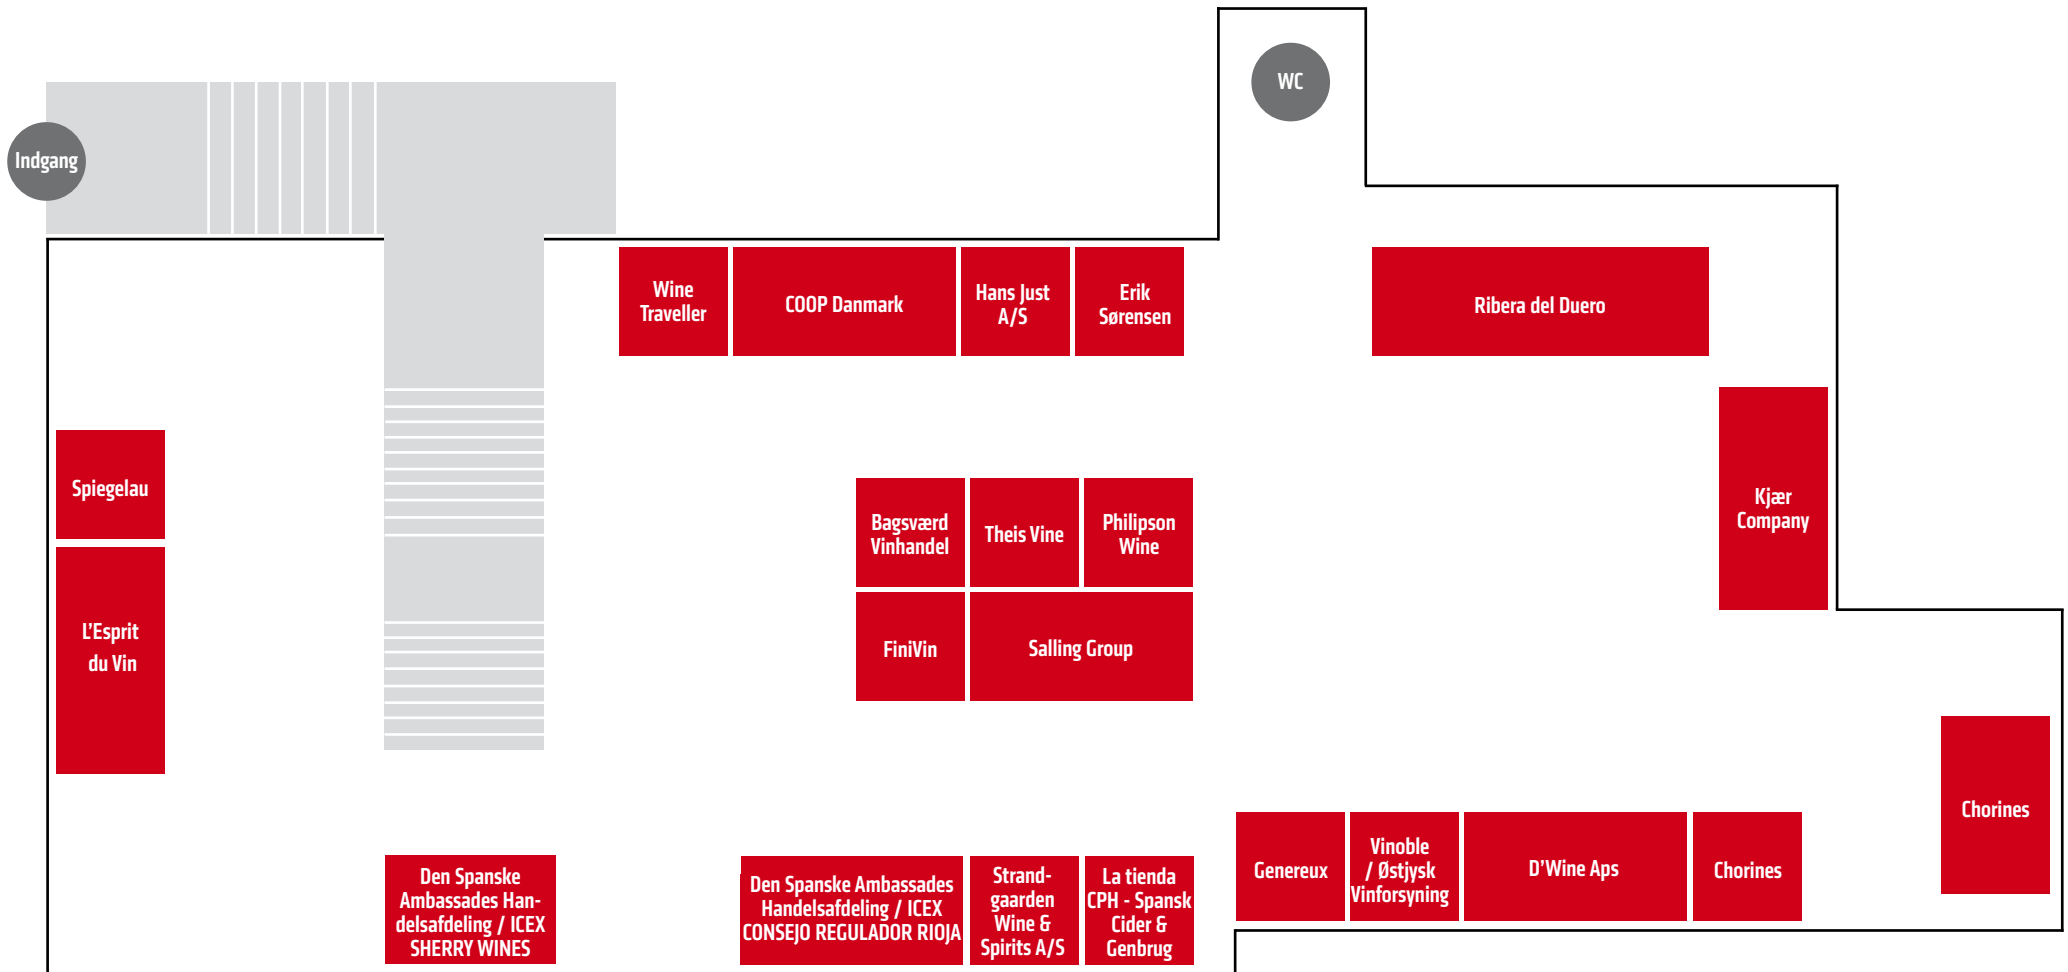 WC
Indgang
Wine
Traveller
COOP Danmark
Hans Just
A/S
Erik
Sørensen
Ribera del Duero
Spiegelau
L’Esprit
du Vin
Bagsværd
Vinhandel
Theis Vine
Philipson
Wine
Kjær
Company
FiniVin
Salling Group
Chorines
Genereux
Vinoble
/ Østjysk
Vinforsyning
D’Wine Aps
Chorines
Den Spanske
Ambassades Han-
delsafdeling / ICEX
SHERRY WINES
Den Spanske Ambassades
Handelsafdeling / ICEX
CONSEJO REGULADOR RIOJA
Strand-
gaarden
Wine &
Spirits A/S
La tienda
CPH - Spansk
Cider &
Genbrug